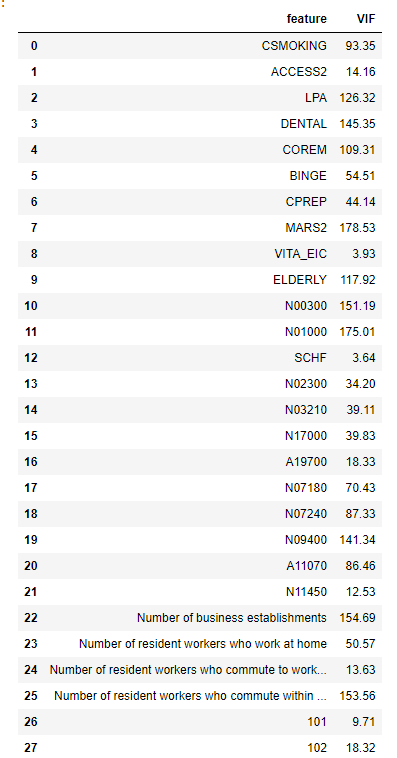 :
feature VIF
0 CSMOKING 93.35
1 ACCESS2 14.16
2 LPA 126.32
3 DENTAL 145.35
4 COREM 109.31
5 BINGE 54.51
6 CPREP 44.14
7 MARS2 178.53
8 VITA_EIC 3.93
9 ELDERLY 117.92
10 N00300 151.19
11 N01000 175.01
12 SCHF 3.64
13 N02300 34.20
14 N03210 39.11
15 N17000 39.83
16 A19700 18.33
17 N07180 70.43
18 N07240 87.33
19 N09400 141.34
20 A11070 86.46
21 N11450 12.53
22 Number of business establishments 154.69
23 Number of resident workers who work at home 50.57
24 Number of resident workers who commute to work... 13.63
25 Number of resident workers who commute within ... 153.56
26 101 9.71
27 102 18.32